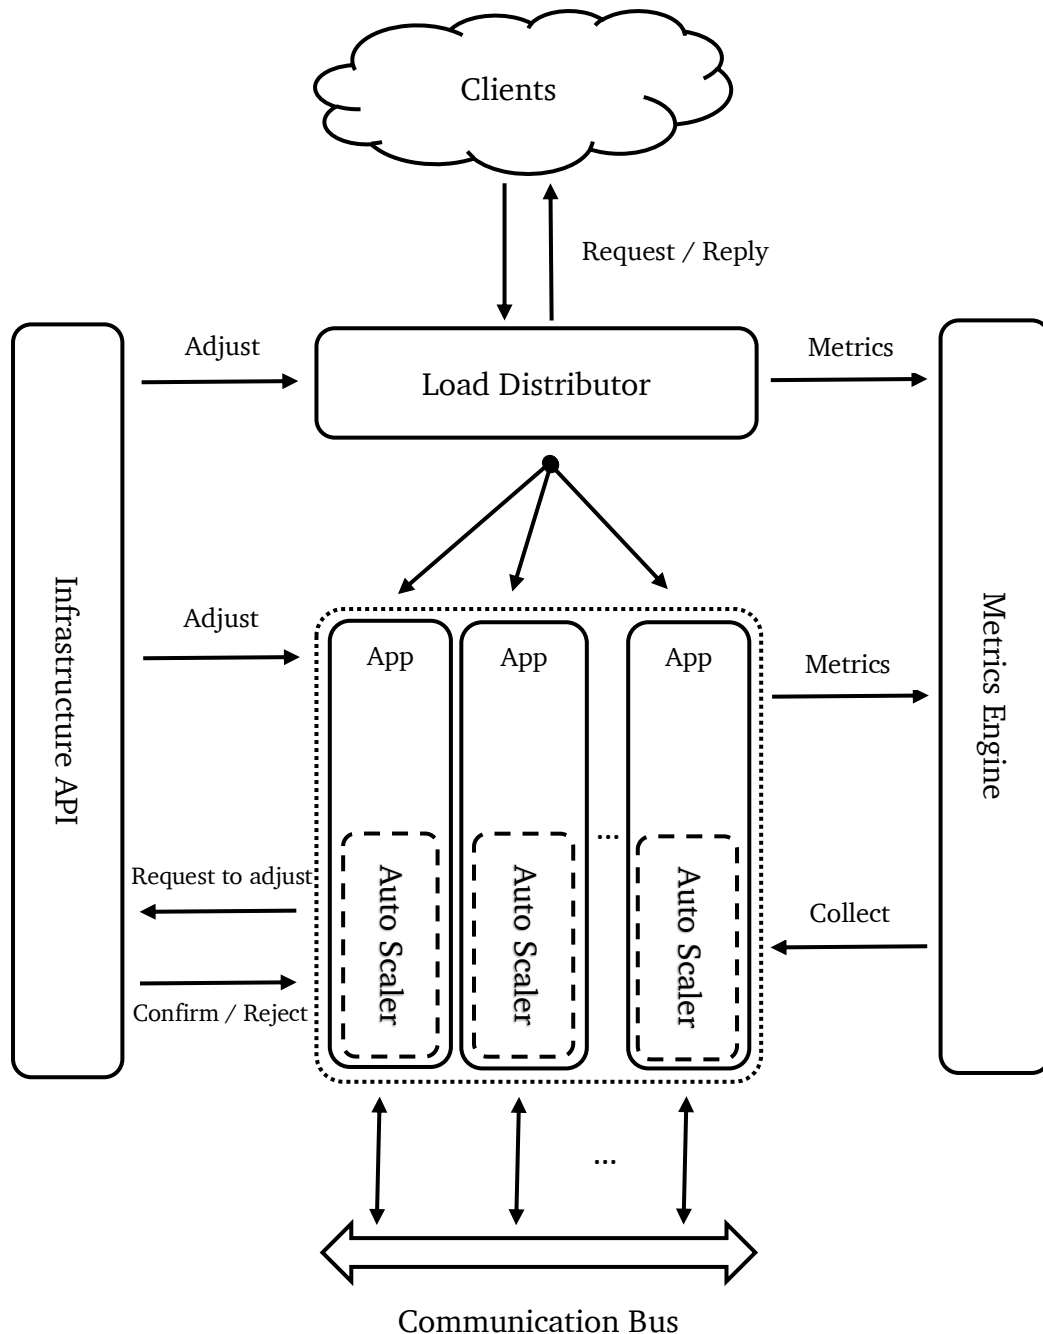 Clients
Request / Reply
Adjust
Load Distributor
Metrics
Infrastructure API
Adjust
App
App
App
Metrics
Metrics Engine
...
Request to adjust
Auto Scaler
Auto Scaler
Auto Scaler
Collect
Confirm / Reject
...
Communication Bus